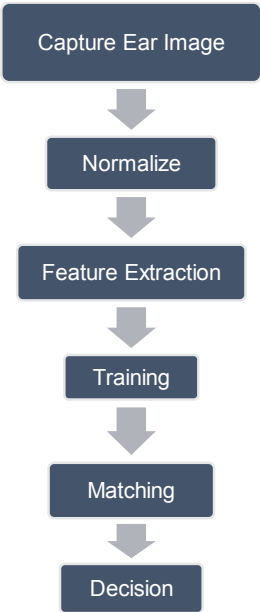 Capture Ear Image
Normalize
Feature Extraction
Training
Matching
Decision